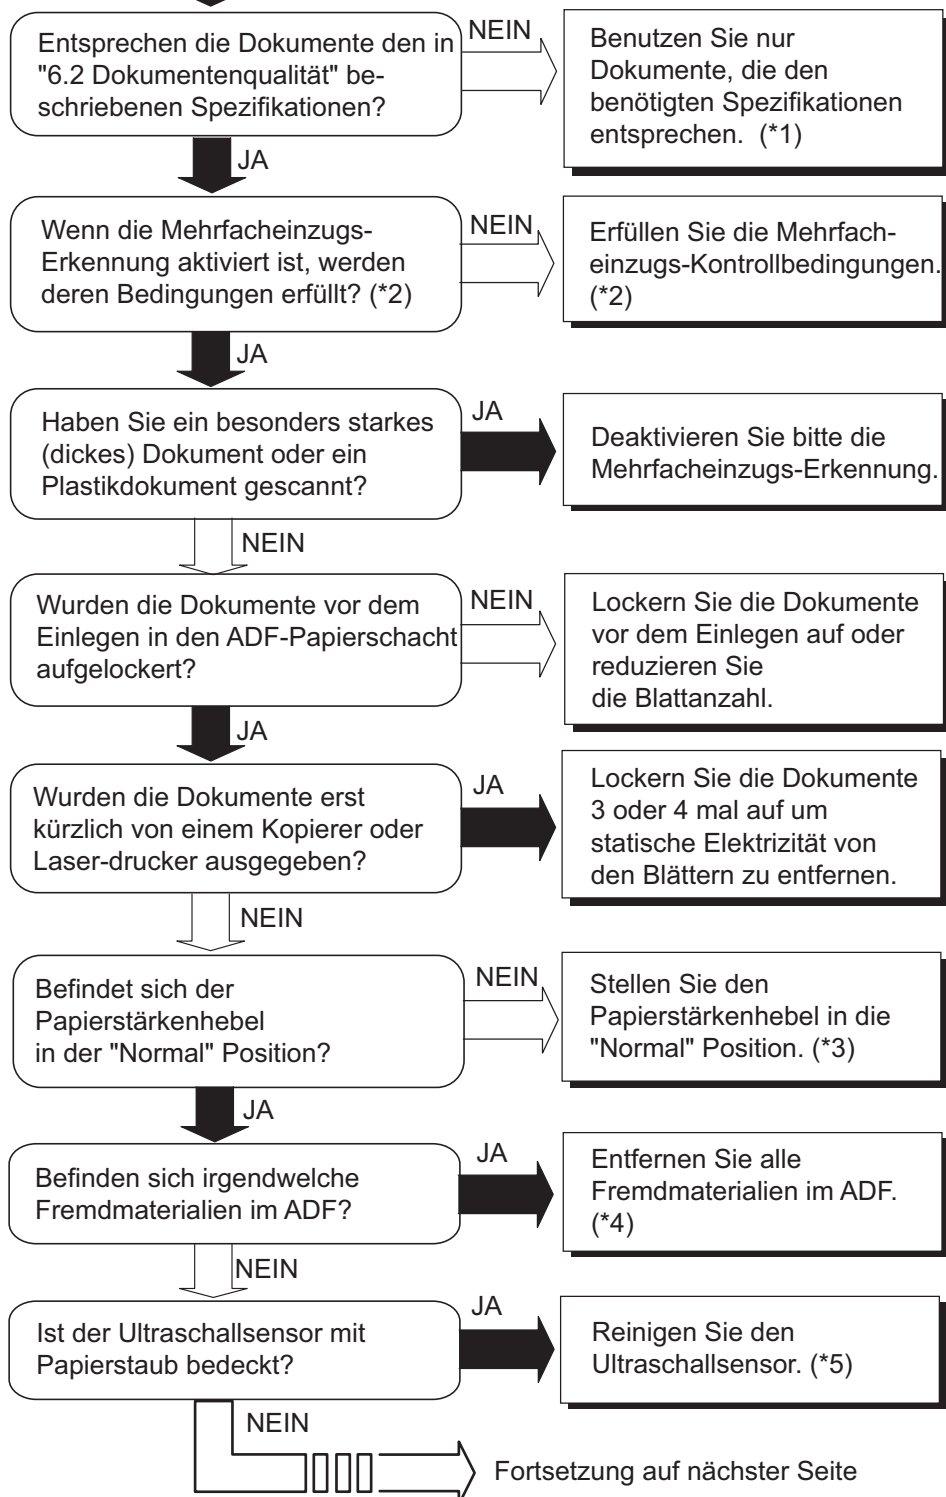 Entsprechen die Dokumente den in
"6.2 Dokumentenqualität" be-
schriebenen Spezifikationen?
NEIN
Benutzen Sie nur
Dokumente, die den
benötigten Spezifikationen
entsprechen. (*1)
JA
Wenn die Mehrfacheinzugs-
Erkennung aktiviert ist, werden
deren Bedingungen erfüllt? (*2)
NEIN
Erfüllen Sie die Mehrfach-
einzugs-Kontrollbedingungen.
(*2)
JA
Haben Sie ein besonders starkes
(dickes) Dokument oder ein
Plastikdokument gescannt?
JA
Deaktivieren Sie bitte die
Mehrfacheinzugs-Erkennung.
NEIN
Wurden die Dokumente vor dem
Einlegen in den ADF-Papierschacht
aufgelockert?
NEIN
Lockern Sie die Dokumente
vor dem Einlegen auf oder
reduzieren Sie
die Blattanzahl.
JA
Wurden die Dokumente erst
kürzlich von einem Kopierer oder
Laser-drucker ausgegeben?
JA
Lockern Sie die Dokumente
3 oder 4 mal auf um
statische Elektrizität von
den Blättern zu entfernen.
NEIN
Befindet sich der
Papierstärkenhebel
in der "Normal" Position?
NEIN
Stellen Sie den
Papierstärkenhebel in die
"Normal" Position. (*3)
JA
Befinden sich irgendwelche
Fremdmaterialien im ADF?
JA
Entfernen Sie alle
Fremdmaterialien im ADF.
(*4)
NEIN
Ist der Ultraschallsensor mit
Papierstaub bedeckt?
JA
Reinigen Sie den
Ultraschallsensor. (*5)
NEIN
Fortsetzung auf nächster Seite